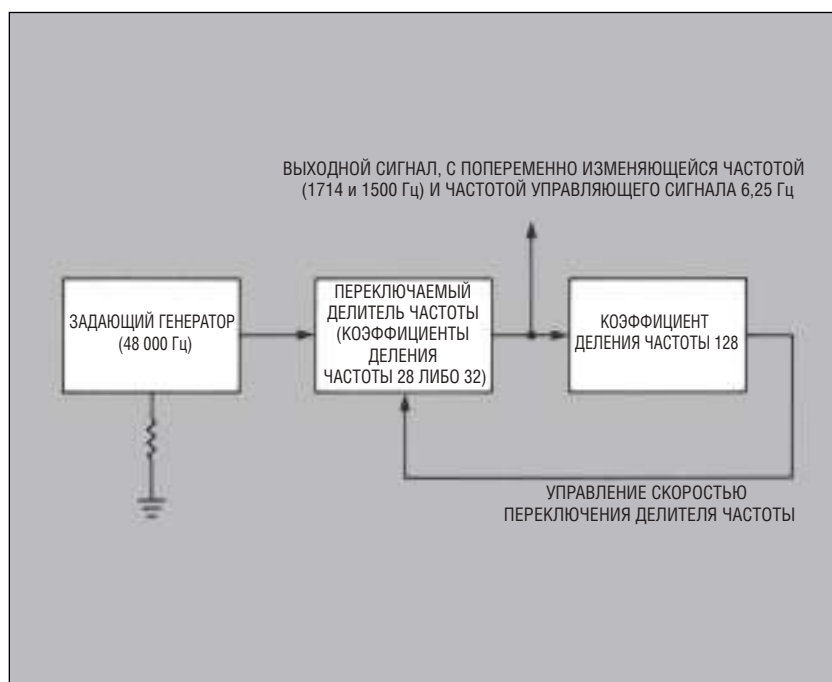 ВЫХОДНОЙ СИГНАЛ, С ПОПЕРЕМЕННО ИЗМЕНЯЮЩЕЙСЯ ЧАСТОТОЙ
(1714 и 1500 Гц) И ЧАСТОТОЙ УПРАВЛЯЮЩЕГО СИГНАЛА 6,25 Гц
ЗАДАЮЩИЙ ГЕНЕРАТОР
(48 000 Гц)
ПЕРЕКЛЮЧАЕМЫЙ
ДЕЛИТЕЛЬ ЧАСТОТЫ
(КОЭФФИЦИЕНТЫ
ДЕЛЕНИЯ
ЧАСТОТЫ 28 ЛИБО 32)
КОЭФФИЦИЕНТ
ДЕЛЕНИЯ ЧАСТОТЫ 128
УПРАВЛЕНИЕ СКОРОСТЬЮ
ПЕРЕКЛЮЧЕНИЯ ДЕЛИТЕЛЯ ЧАСТОТЫ